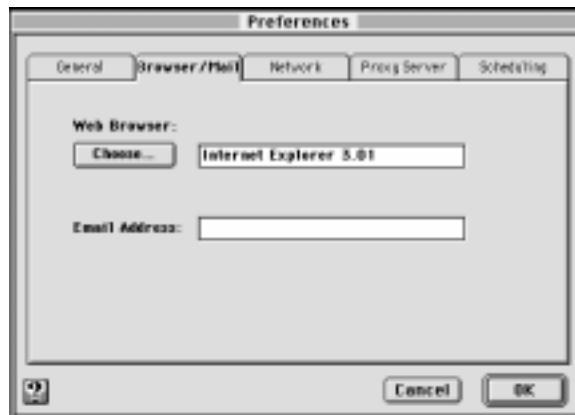 Preferences
General Browser/Mail Network Proxy Server Scheduling
Web Browser:
Choose... Internet Explorer 3.01
Email Address:
?
Cancel OK